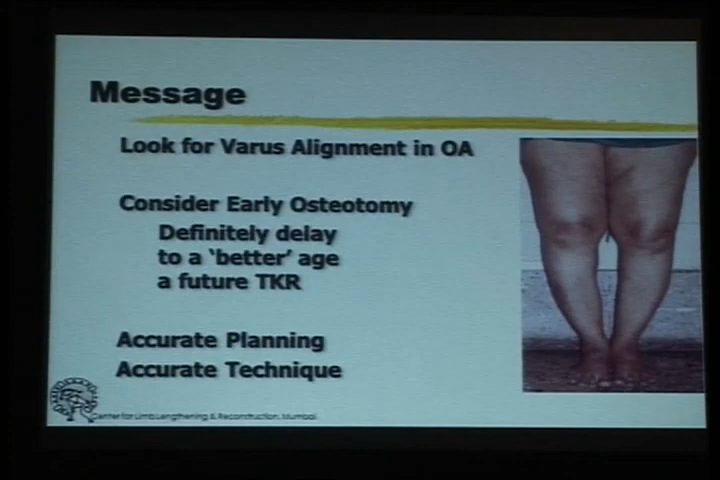 Message
Look for Varus Alignment in OA
Consider Early Osteotomy
Definitely delay
to a ‘better’ age
a future TKR
Accurate Planning
Accurate Technique
Center for Limb Lengthening & Reconstruction, Mumbai